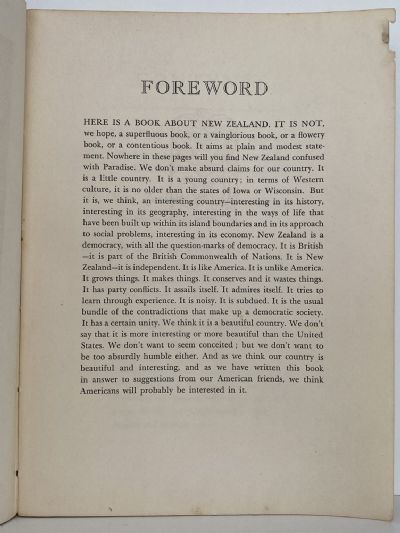 FOREWORD
HERE IS A BOOK ABOUT NEW ZEALAND. IT IS NOT,
we hope, a superfluous book, or a vainglorious book, or a flowery
book, or a contentious book. It aims at plain and modest state-
ment. Nowhere in these pages will you find New Zealand confused
with Paradise. We don't make absurd claims for our country. It
is a little country. It is a young country; in terms of Western
culture, it is no older than the states of Iowa or Wisconsin. But
it is, we think, an interesting country—interesting in its history,
interesting in its geography, interesting in the ways of life that
have been built up within its island boundaries and in its approach
to social problems, interesting in its economy. New Zealand is a
democracy, with all the question-marks of democracy. It is British
—it is part of the British Commonwealth of Nations. It is New
Zealand—it is independent. It is like America. It is unlike America.
It grows things. It makes things. It conserves and it wastes things.
It has party conflicts. It assails itself. It admires itself. It tries to
learn through experience. It is noisy. It is subdued. It is the usual
bundle of the contradictions that make up a democratic society.
It has a certain unity. We think it is a beautiful country. We don't
say that it is more interesting or more beautiful than the United
States. We don't want to seem conceited ; but we don't want to
be too absurdly humble either. And as we think our country is
beautiful and interesting, and as we have written this book
in answer to suggestions from our American friends, we think
Americans will probably be interested in it.